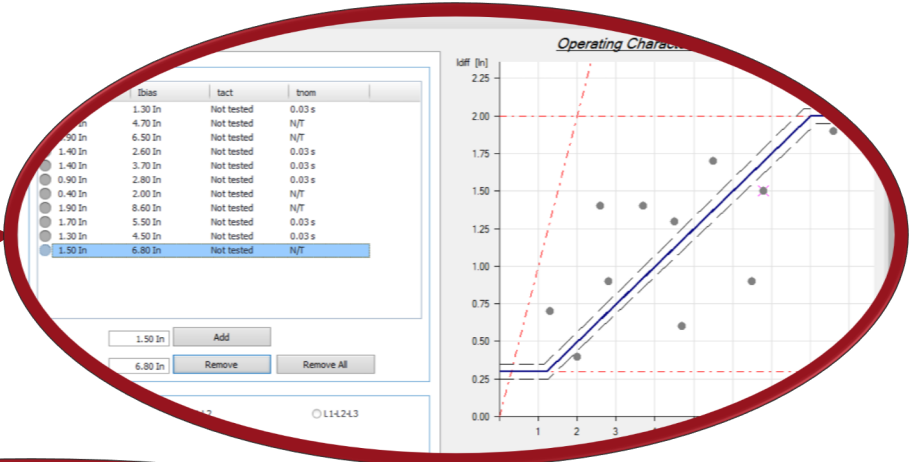 Operating Charac
Ibias tact tnom
1.30 In Not tested 0.03 s
4.70 In Not tested N/T
.90 In 6.50 In Not tested N/T
1.40 In 2.60 In Not tested 0.03 s
1.40 In 3.70 In Not tested 0.03 s
0.90 In 2.80 In Not tested 0.03 s
0.40 In 2.00 In Not tested N/T
1.90 In 8.60 In Not tested N/T
1.70 In 5.50 In Not tested 0.03 s
1.30 In 4.50 In Not tested 0.03 s
1.50 In 6.80 In Not tested N/T
1.50 In Add
6.80 In Remove Remove All
L1-L2-L3
Idiff [In]
2.25
2.00
1.75
1.50
1.25
1.00
0.75
0.50
0.25
0.00
1 2 3